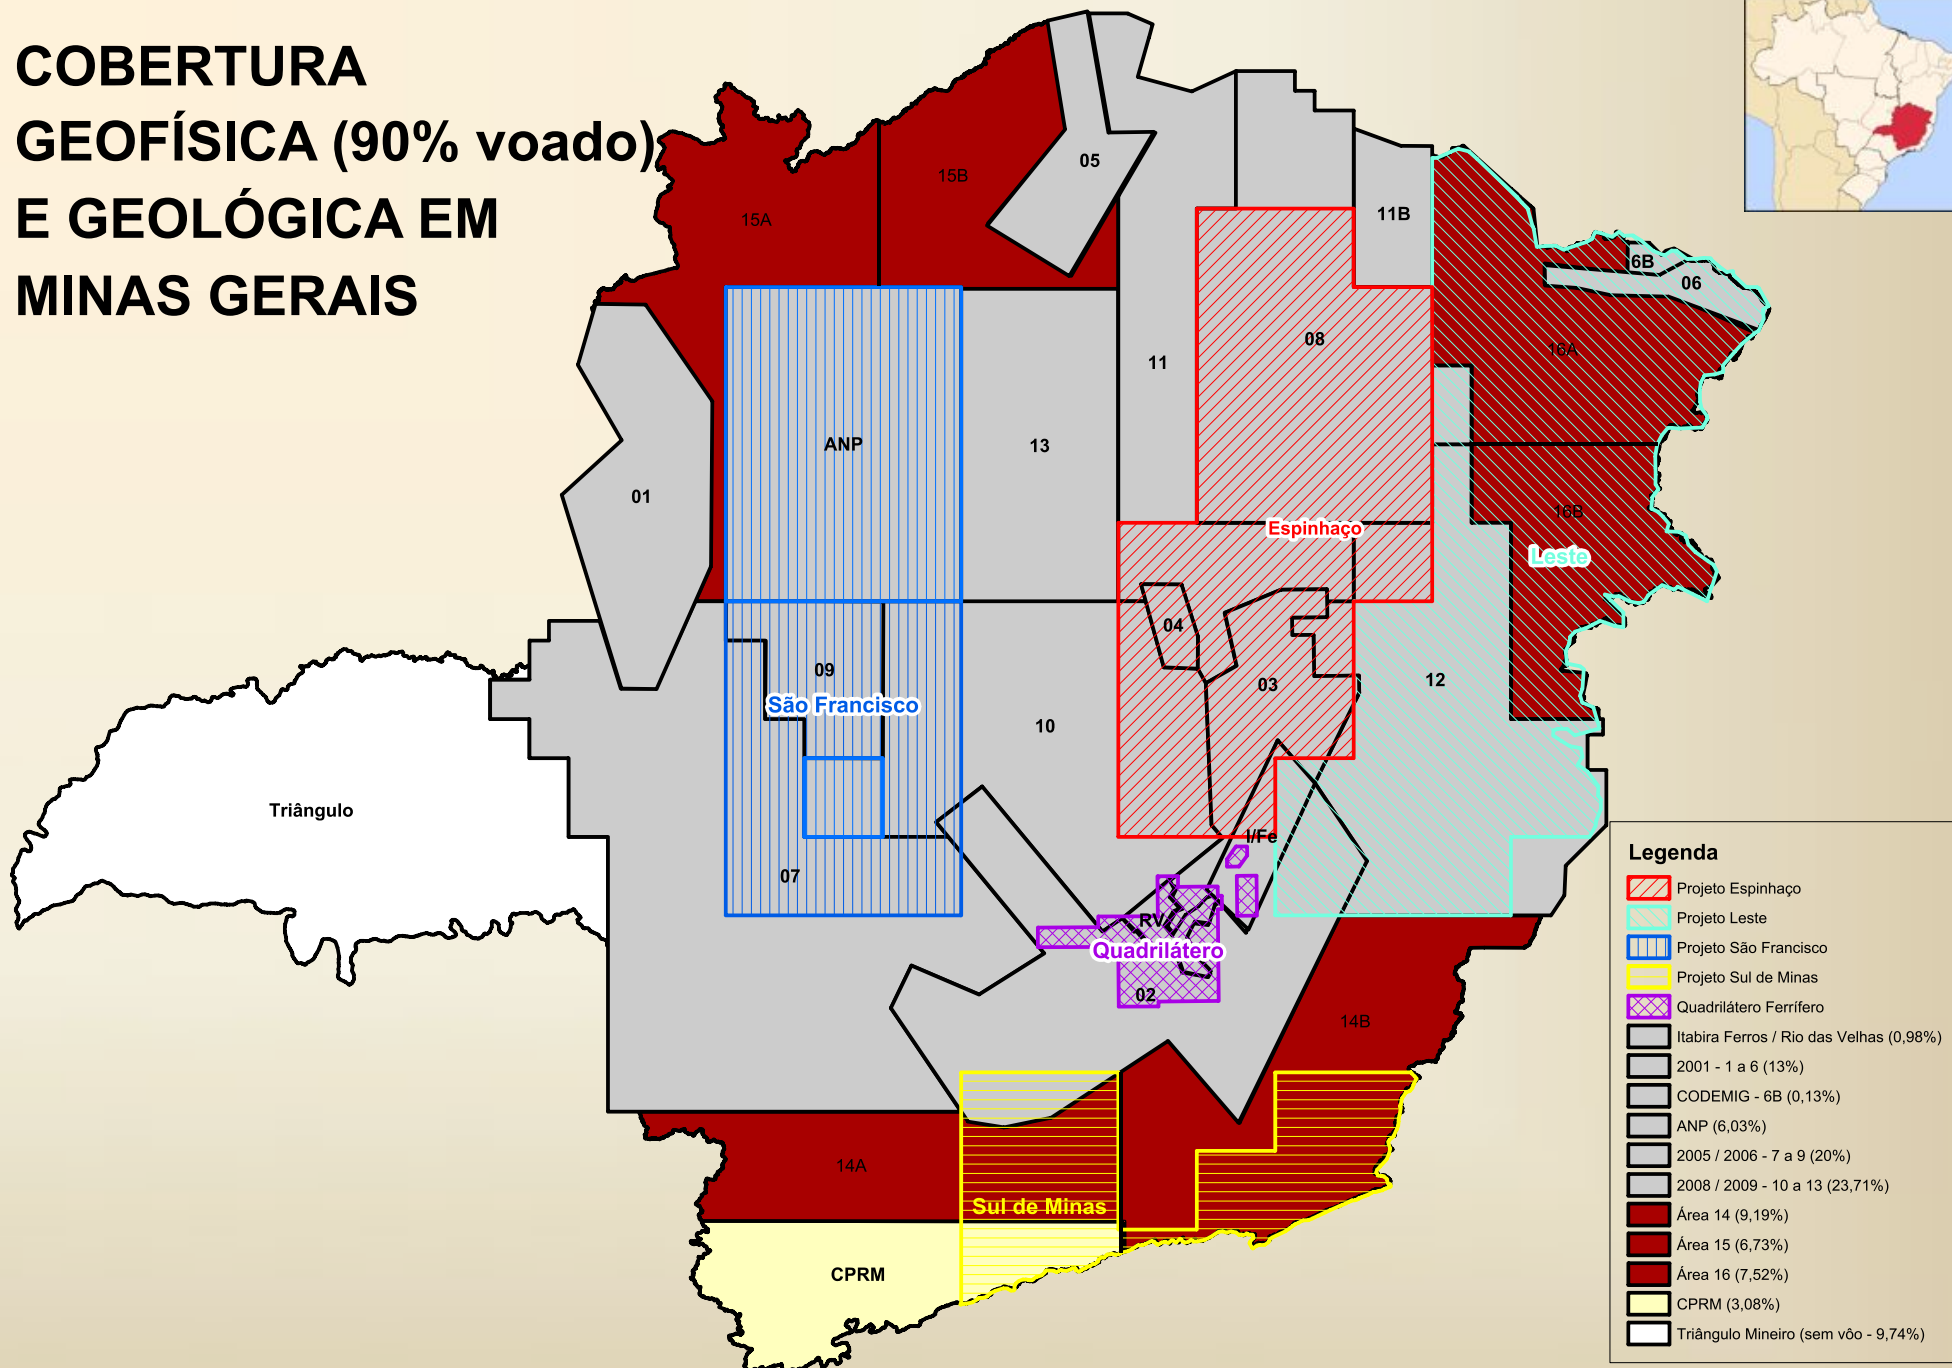 COBERTURA
GEOFÍSICA (90% voado)
E GEOLÓGICA EM
MINAS GERAIS
05
15B
15A
11B
6B
06
08
16A
11
ANP
13
01
16B
Espinhaço
Leste
04
09
03
12
São Francisco
10
Triângulo
I/Fe
07
RV
Quadrilátero
02
14B
14A
Sul de Minas
CPRM
Legenda
Projeto Espinhaço
Projeto Leste
Projeto São Francisco
Projeto Sul de Minas
Quadrilátero Ferrífero
Itabira Ferros / Rio das Velhas (0,98%)
2001 - 1 a 6 (13%)
CODEMIG - 6B (0,13%)
ANP (6,03%)
2005 / 2006 - 7 a 9 (20%)
2008 / 2009 - 10 a 13 (23,71%)
Área 14 (9,19%)
Área 15 (6,73%)
Área 16 (7,52%)
CPRM (3,08%)
Triângulo Mineiro (sem vôo - 9,74%)